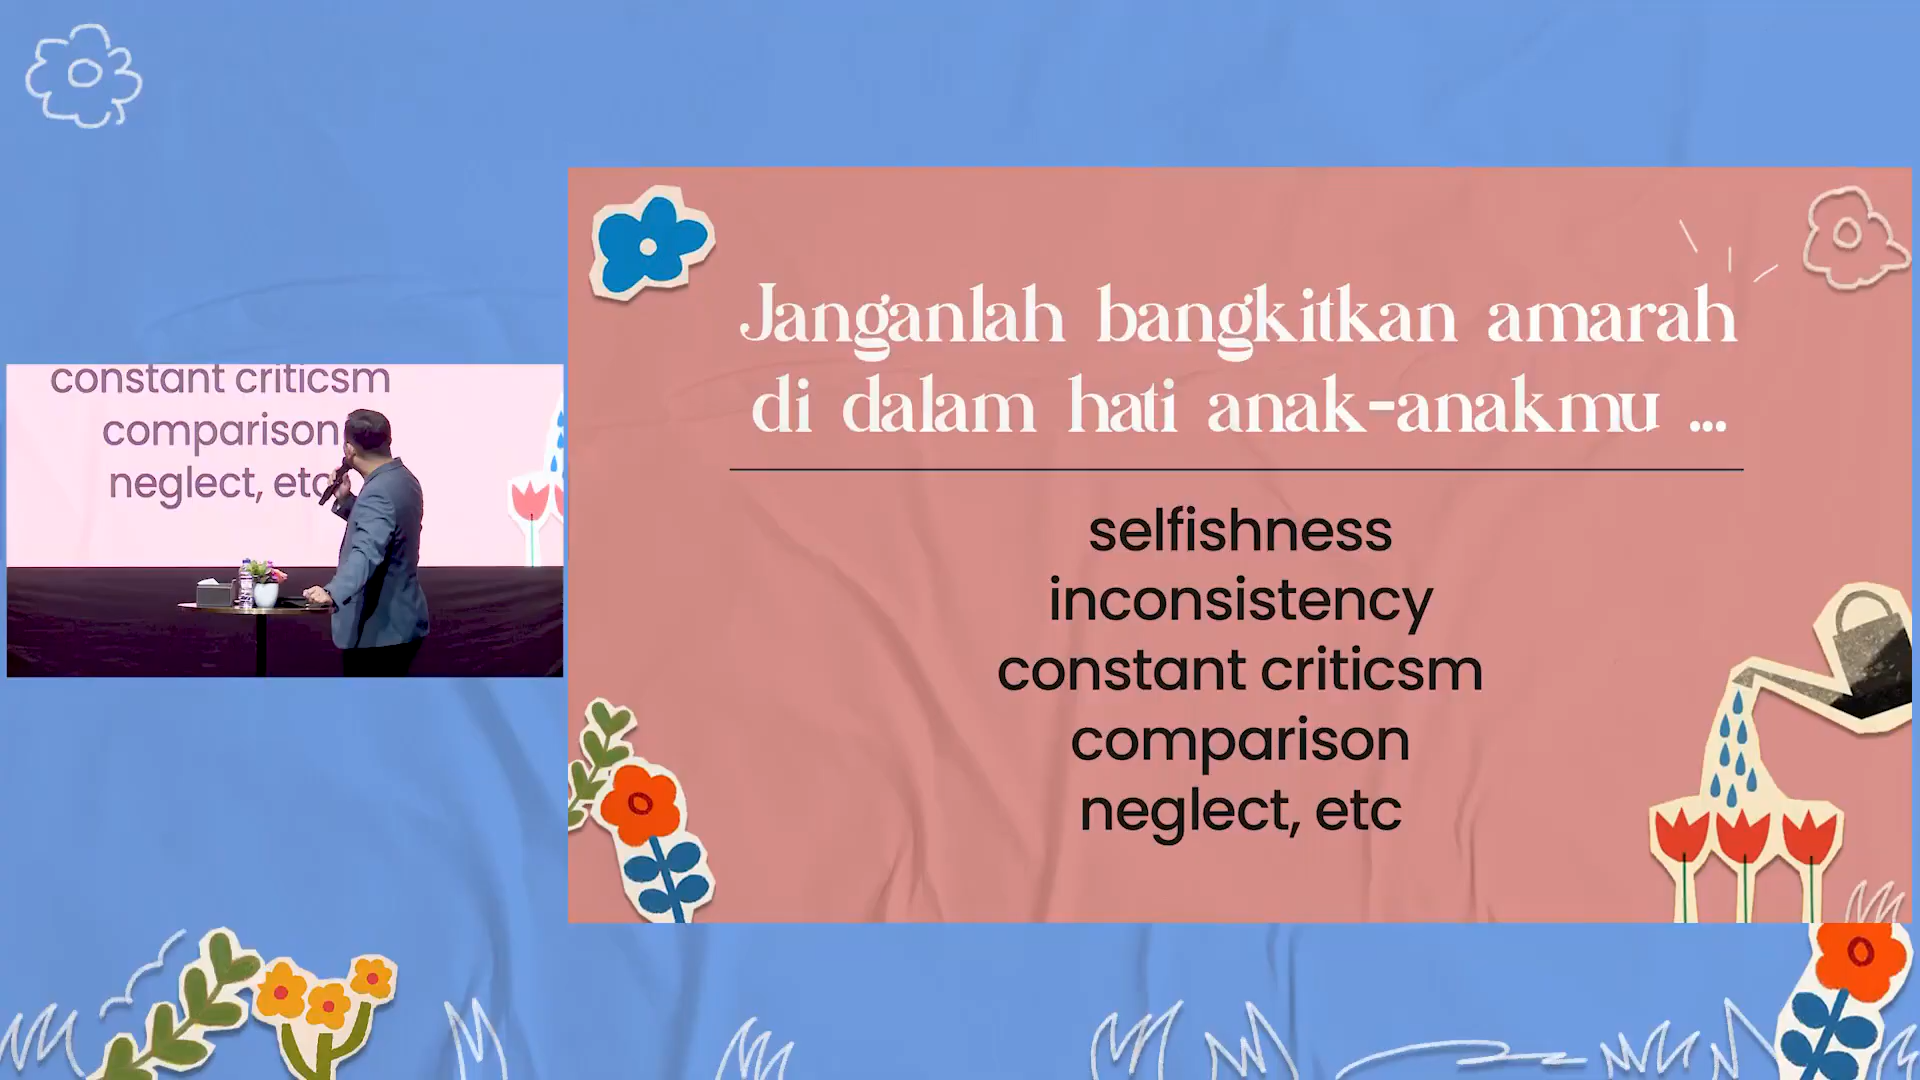 constant criticsm
comparison
neglect, etc
Janganlah bangkitkan amarah
di dalam hati anak-anakmu ...
selfishness
inconsistency
constant criticsm
comparison
neglect, etc